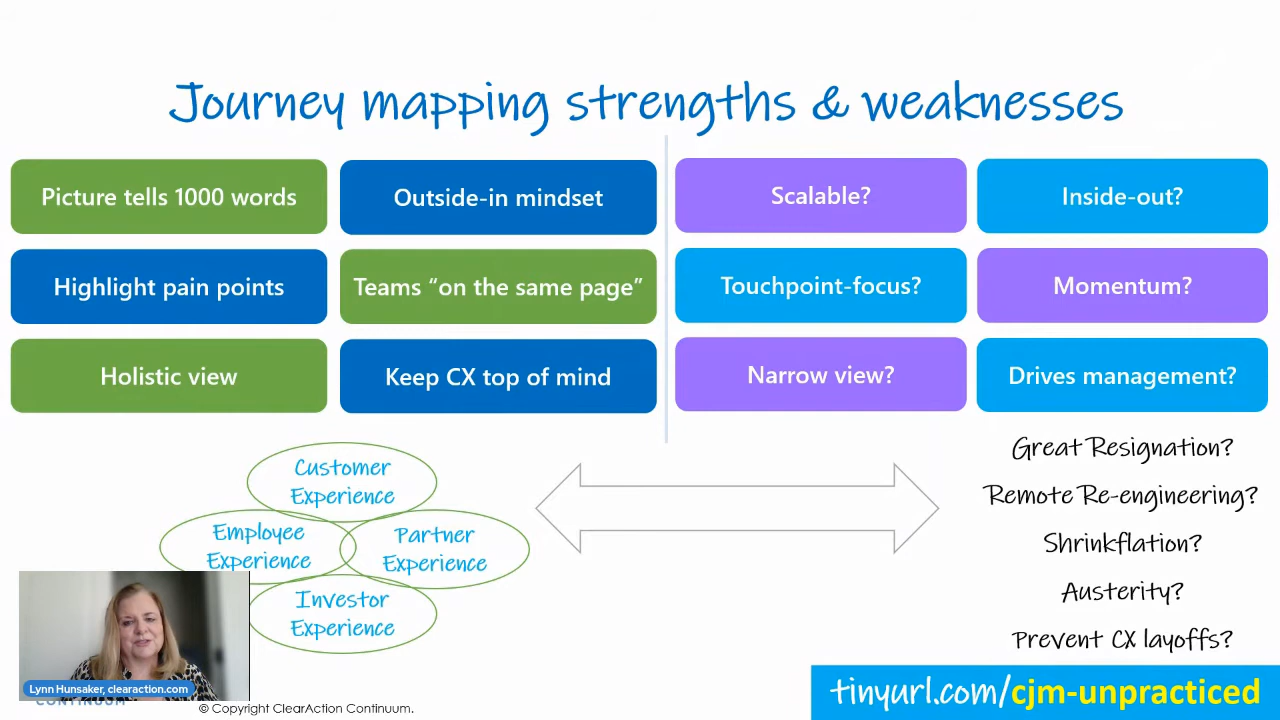 Journey mapping strengths & weaknesses
Picture tells 1000 words
Outside-in mindset
Scalable?
Inside-out?
Highlight pain points
Teams “on the same page”
Touchpoint-focus?
Momentum?
Holistic view
Keep CX top of mind
Narrow view?
Drives management?
Customer
Experience
Employee
Experience
Partner
Experience
Investor
Experience
Great Resignation?
Remote Re-engineering?
Shrinkflation?
Austerity?
Prevent CX layoffs?
Lynn Hunsaker, clearaction.com
CONTINUUM
© Copyright ClearAction Continuum.
tinyurl.com/cjm-unpracticed